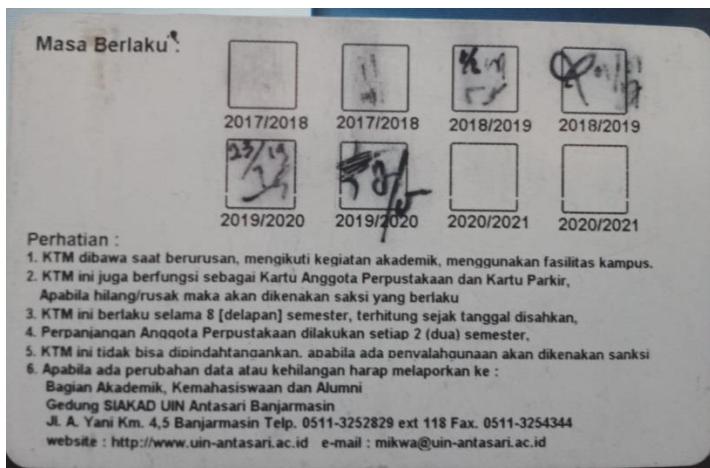 Masa Berlaku :
2017/2018 2017/2018 2018/2019 2018/2019
23/19
2019/2020 2019/2020 2020/2021 2020/2021
Perhatian :
1. KTM dibawa saat berurusan, mengikuti kegiatan akademik, menggunakan fasilitas kampus.
2. KTM ini juga berfungsi sebagai Kartu Anggota Perpustakaan dan Kartu Parkir,
Apabila hilang/rusak maka akan dikenakan saksi yang berlaku
3. KTM ini berlaku selama 8 [delapan] semester, terhitung sejak tanggal disahkan,
4. Perpanjangan Anggota Perpustakaan dilakukan setiap 2 (dua) semester,
5. KTM ini tidak bisa dipindahtangankan. apabila ada penyalahgunaan akan dikenakan sanksi
6. Apabila ada perubahan data atau kehilangan harap melaporkan ke :
Bagian Akademik, Kemahasiswaan dan Alumni
Gedung SIAKAD UIN Antasari Banjarmasin
Jl. A. Yani Km. 4,5 Banjarmasin Telp. 0511-3252829 ext 118 Fax. 0511-3254344
website : http://www.uin-antasari.ac.id e-mail : mikwa@uin-antasari.ac.id